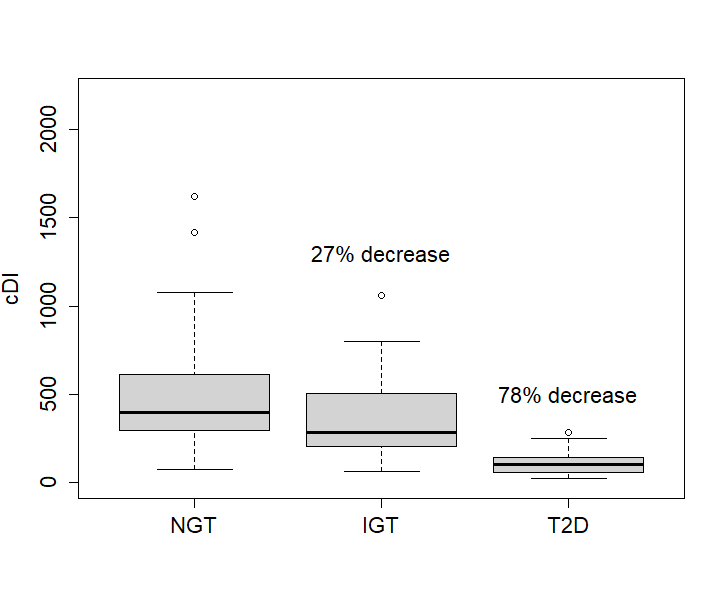 2000
1500
1000
500
0
cDI
27% decrease
78% decrease
NGT
IGT
T2D